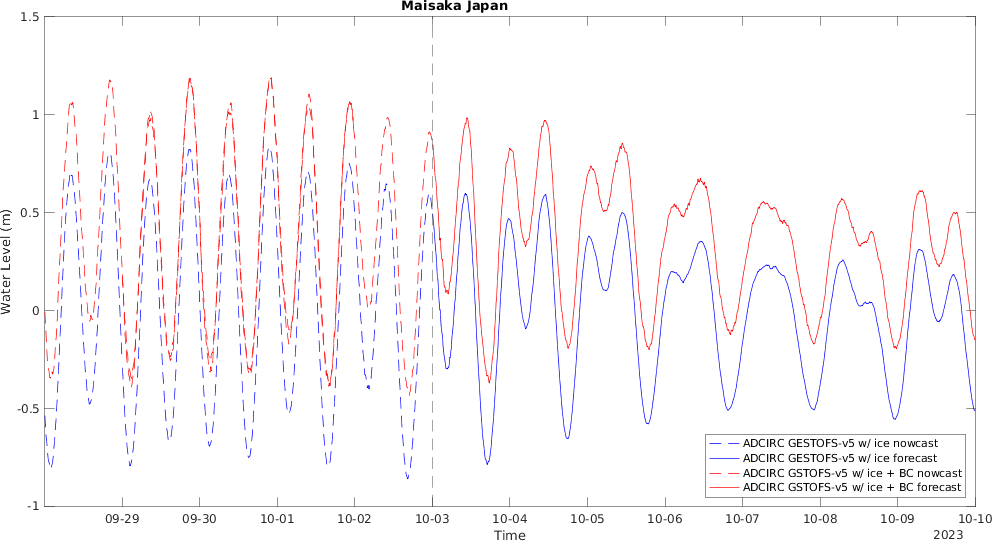 Maisaka Japan
1.5
1
0.5
0
-0.5
-1
Water Level (m)
ADCIRC GESTOFS-v5 w/ ice nowcast
ADCIRC GESTOFS-v5 w/ ice forecast
ADCIRC GSTOFS-v5 w/ ice + BC nowcast
ADCIRC GSTOFS-v5 w/ ice + BC forecast
09-29 09-30 10-01 10-02 10-03 10-04 10-05 10-06 10-07 10-08 10-09 10-10
Time
2023